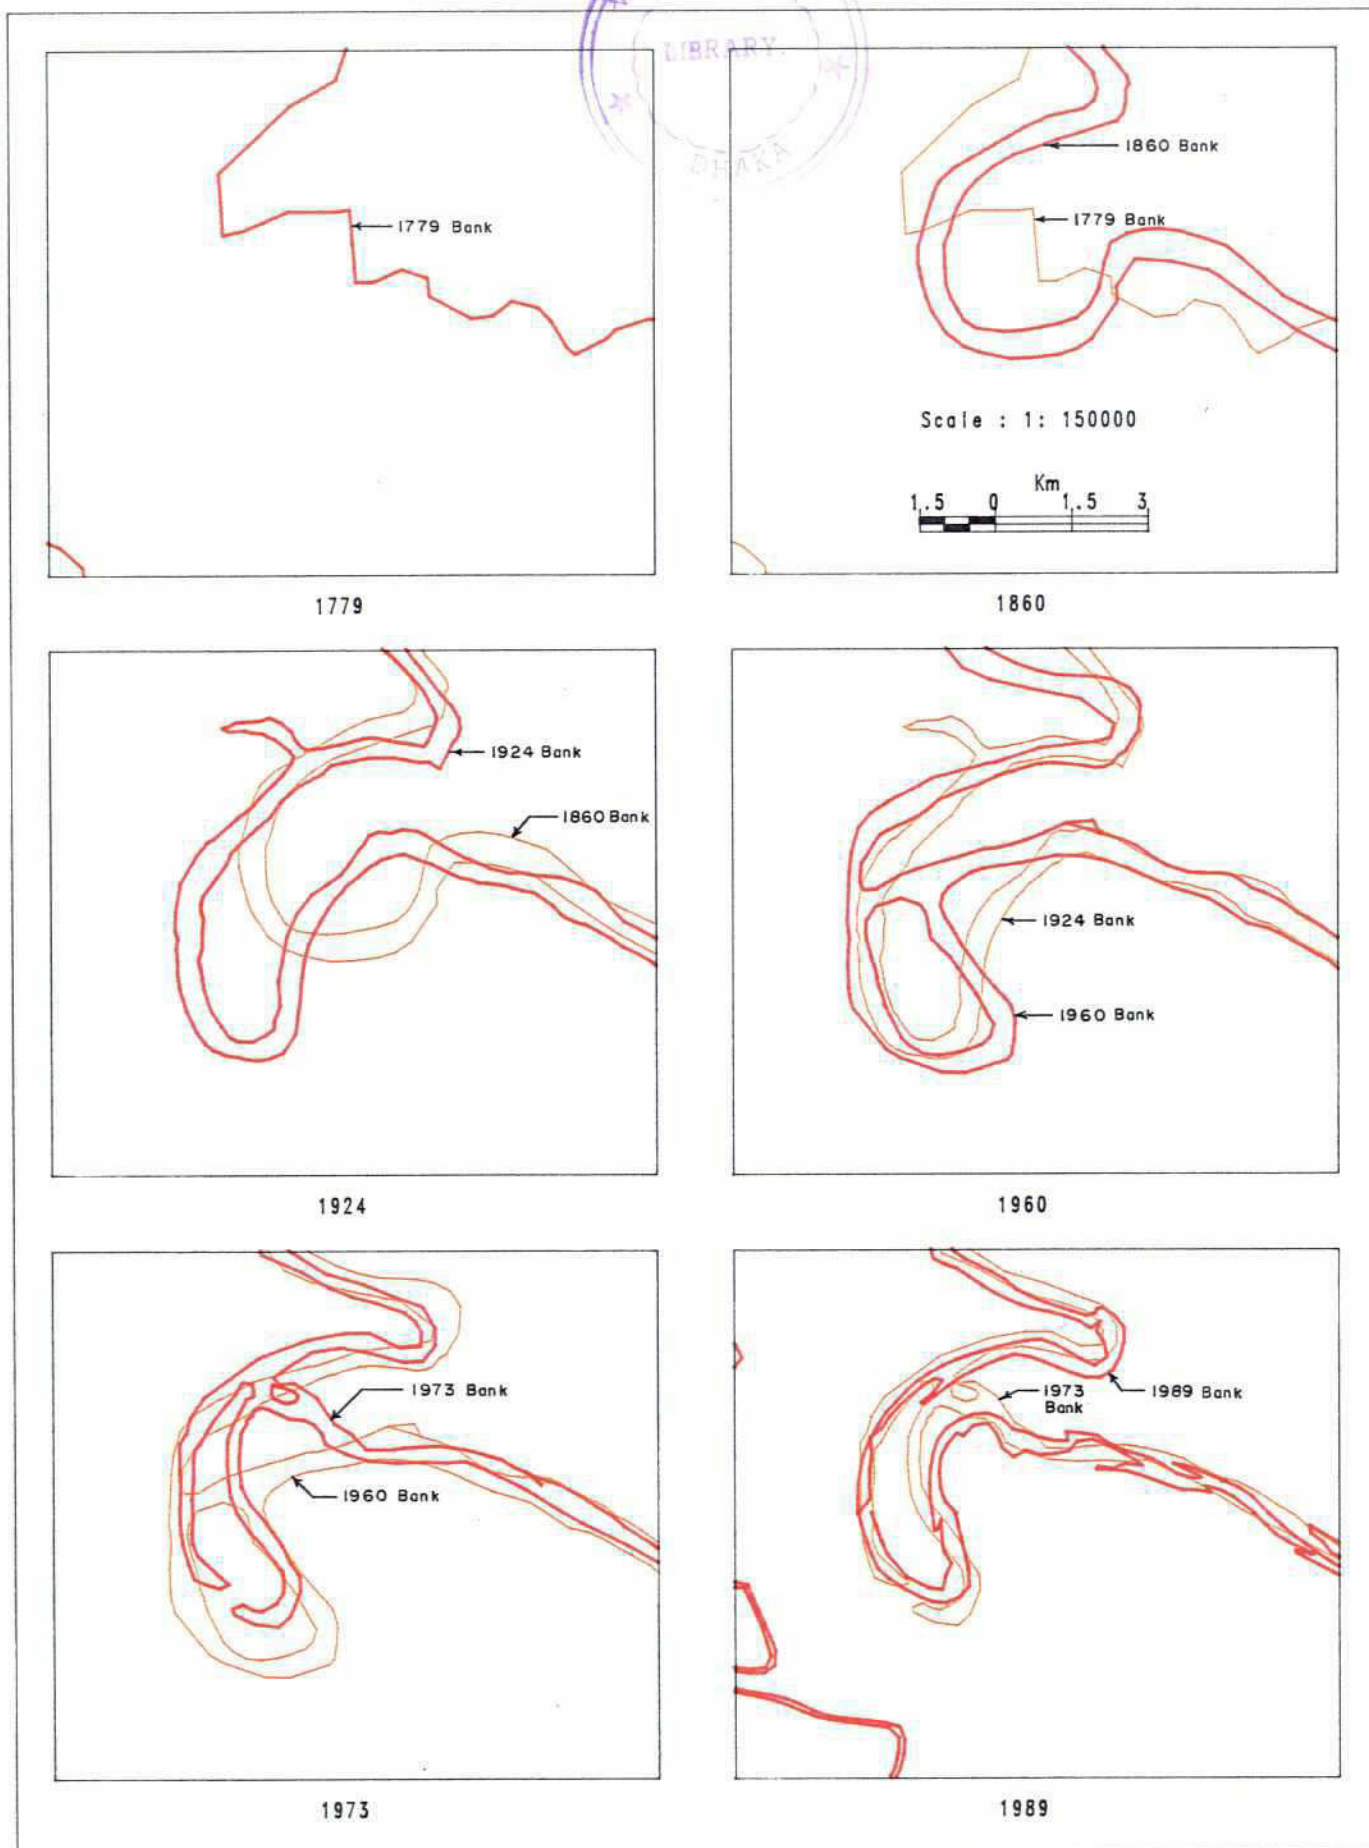 LIBRARY.
DHAKA
1779 Bank
1779
1860 Bank
1779 Bank
Scale : 1: 150000
Km
1.5 0 1.5 3
1860
1924 Bank
1860 Bank
1924
1924 Bank
1960 Bank
1960
1973 Bank
1960 Bank
1973
1973
Bank
1989 Bank
1989